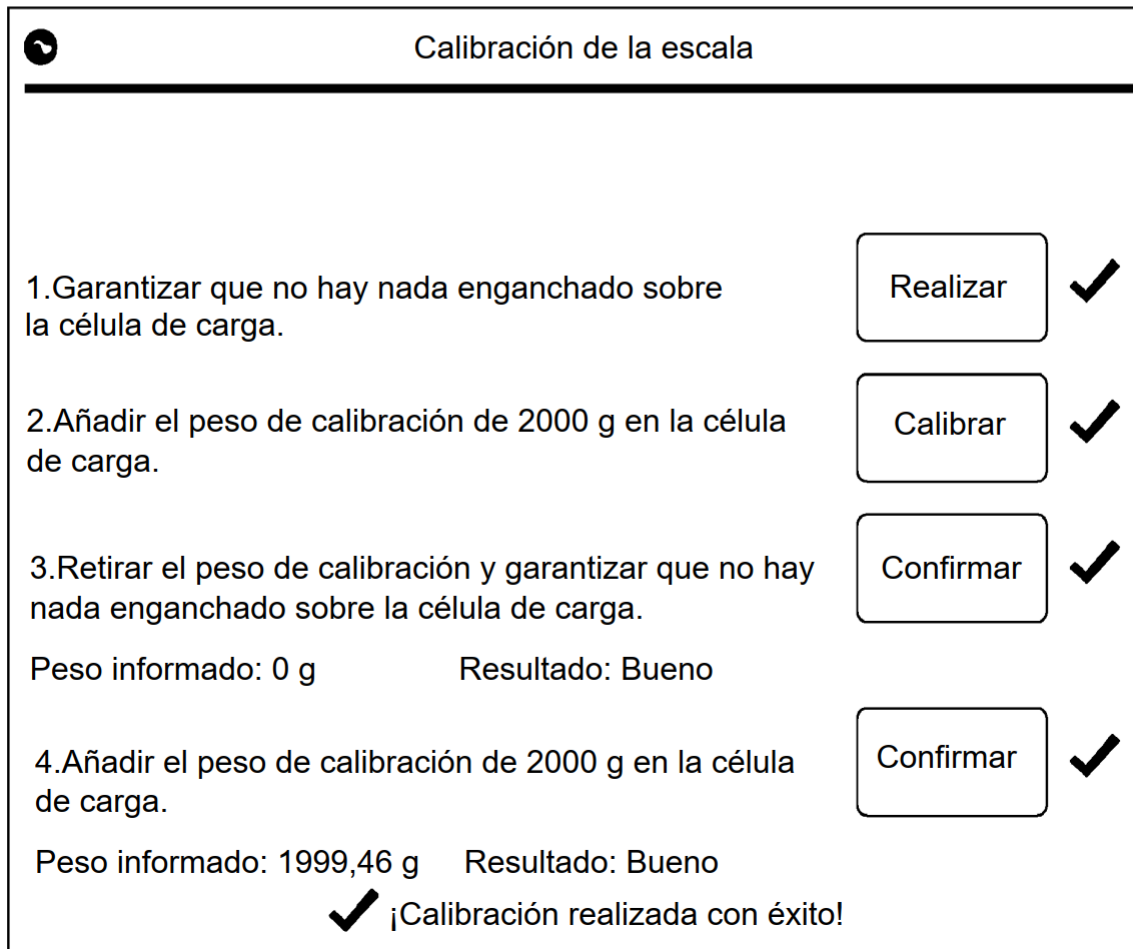 Calibración de la escala
1.Garantizar que no hay nada enganchado sobre
la célula de carga.
Realizar
2.Añadir el peso de calibración de 2000 g en la célula
de carga.
Calibrar
3.Retirar el peso de calibración y garantizar que no hay
nada enganchado sobre la célula de carga.
Confirmar
Peso informado: 0 g Resultado: Bueno
4.Añadir el peso de calibración de 2000 g en la célula
de carga.
Confirmar
Peso informado: 1999,46 g Resultado: Bueno
¡Calibración realizada con éxito!